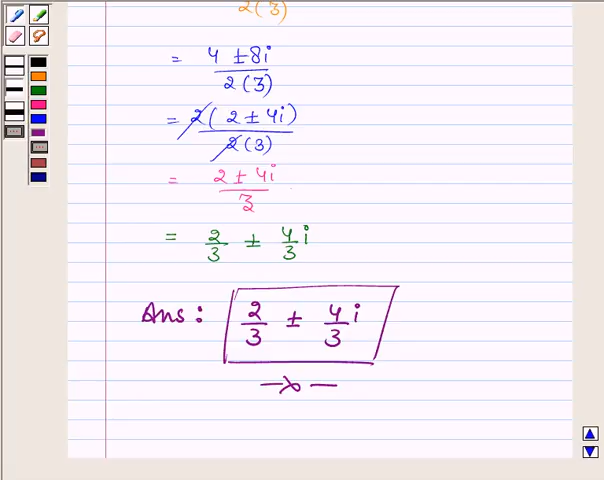 2(3)
= 4 ± 8i / 2(3)
= 2(2 ± 4i) / 2(3)
= 2 ± 4i / 3
= 2/3 ± 4/3 i
Ans: 2/3 ± 4/3 i